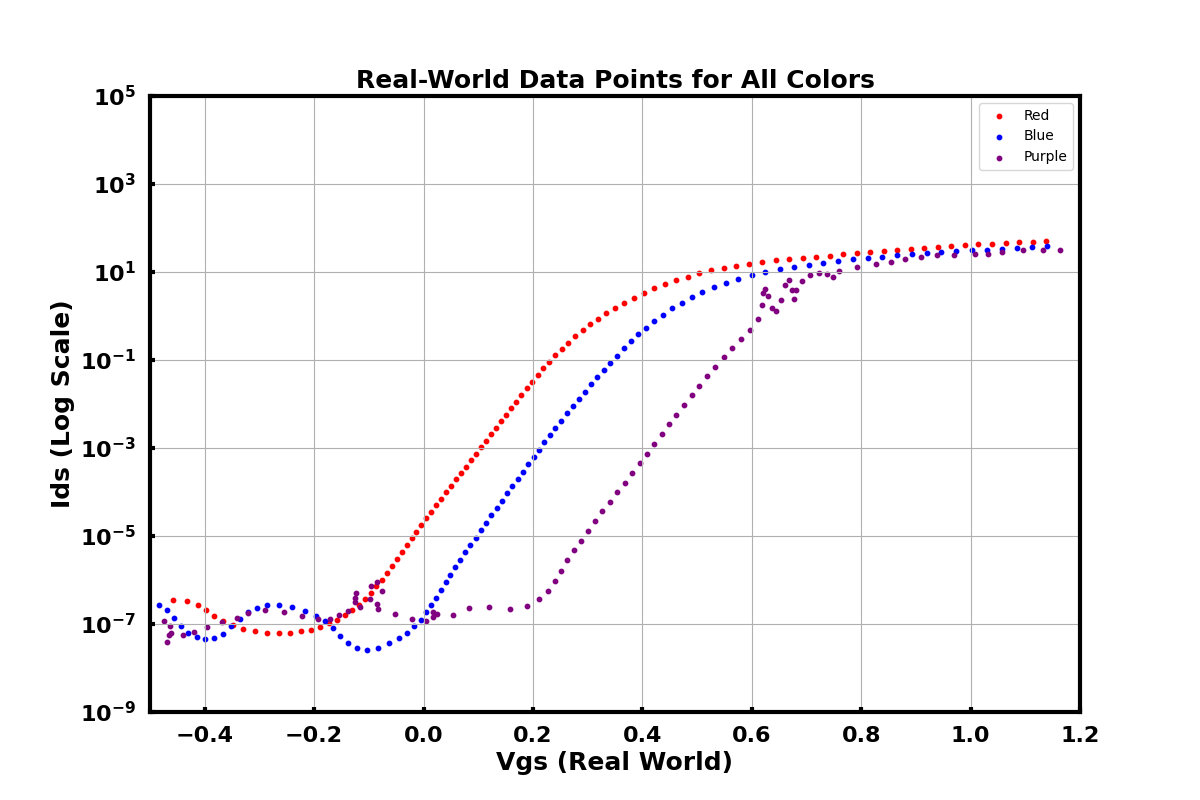 Real-World Data Points for All Colors
10^5
10^3
10^1
10^−1
10^−3
10^−5
10^−7
10^−9
Ids (Log Scale)
Red
Blue
Purple
−0.4 −0.2 0.0 0.2 0.4 0.6 0.8 1.0 1.2
Vgs (Real World)